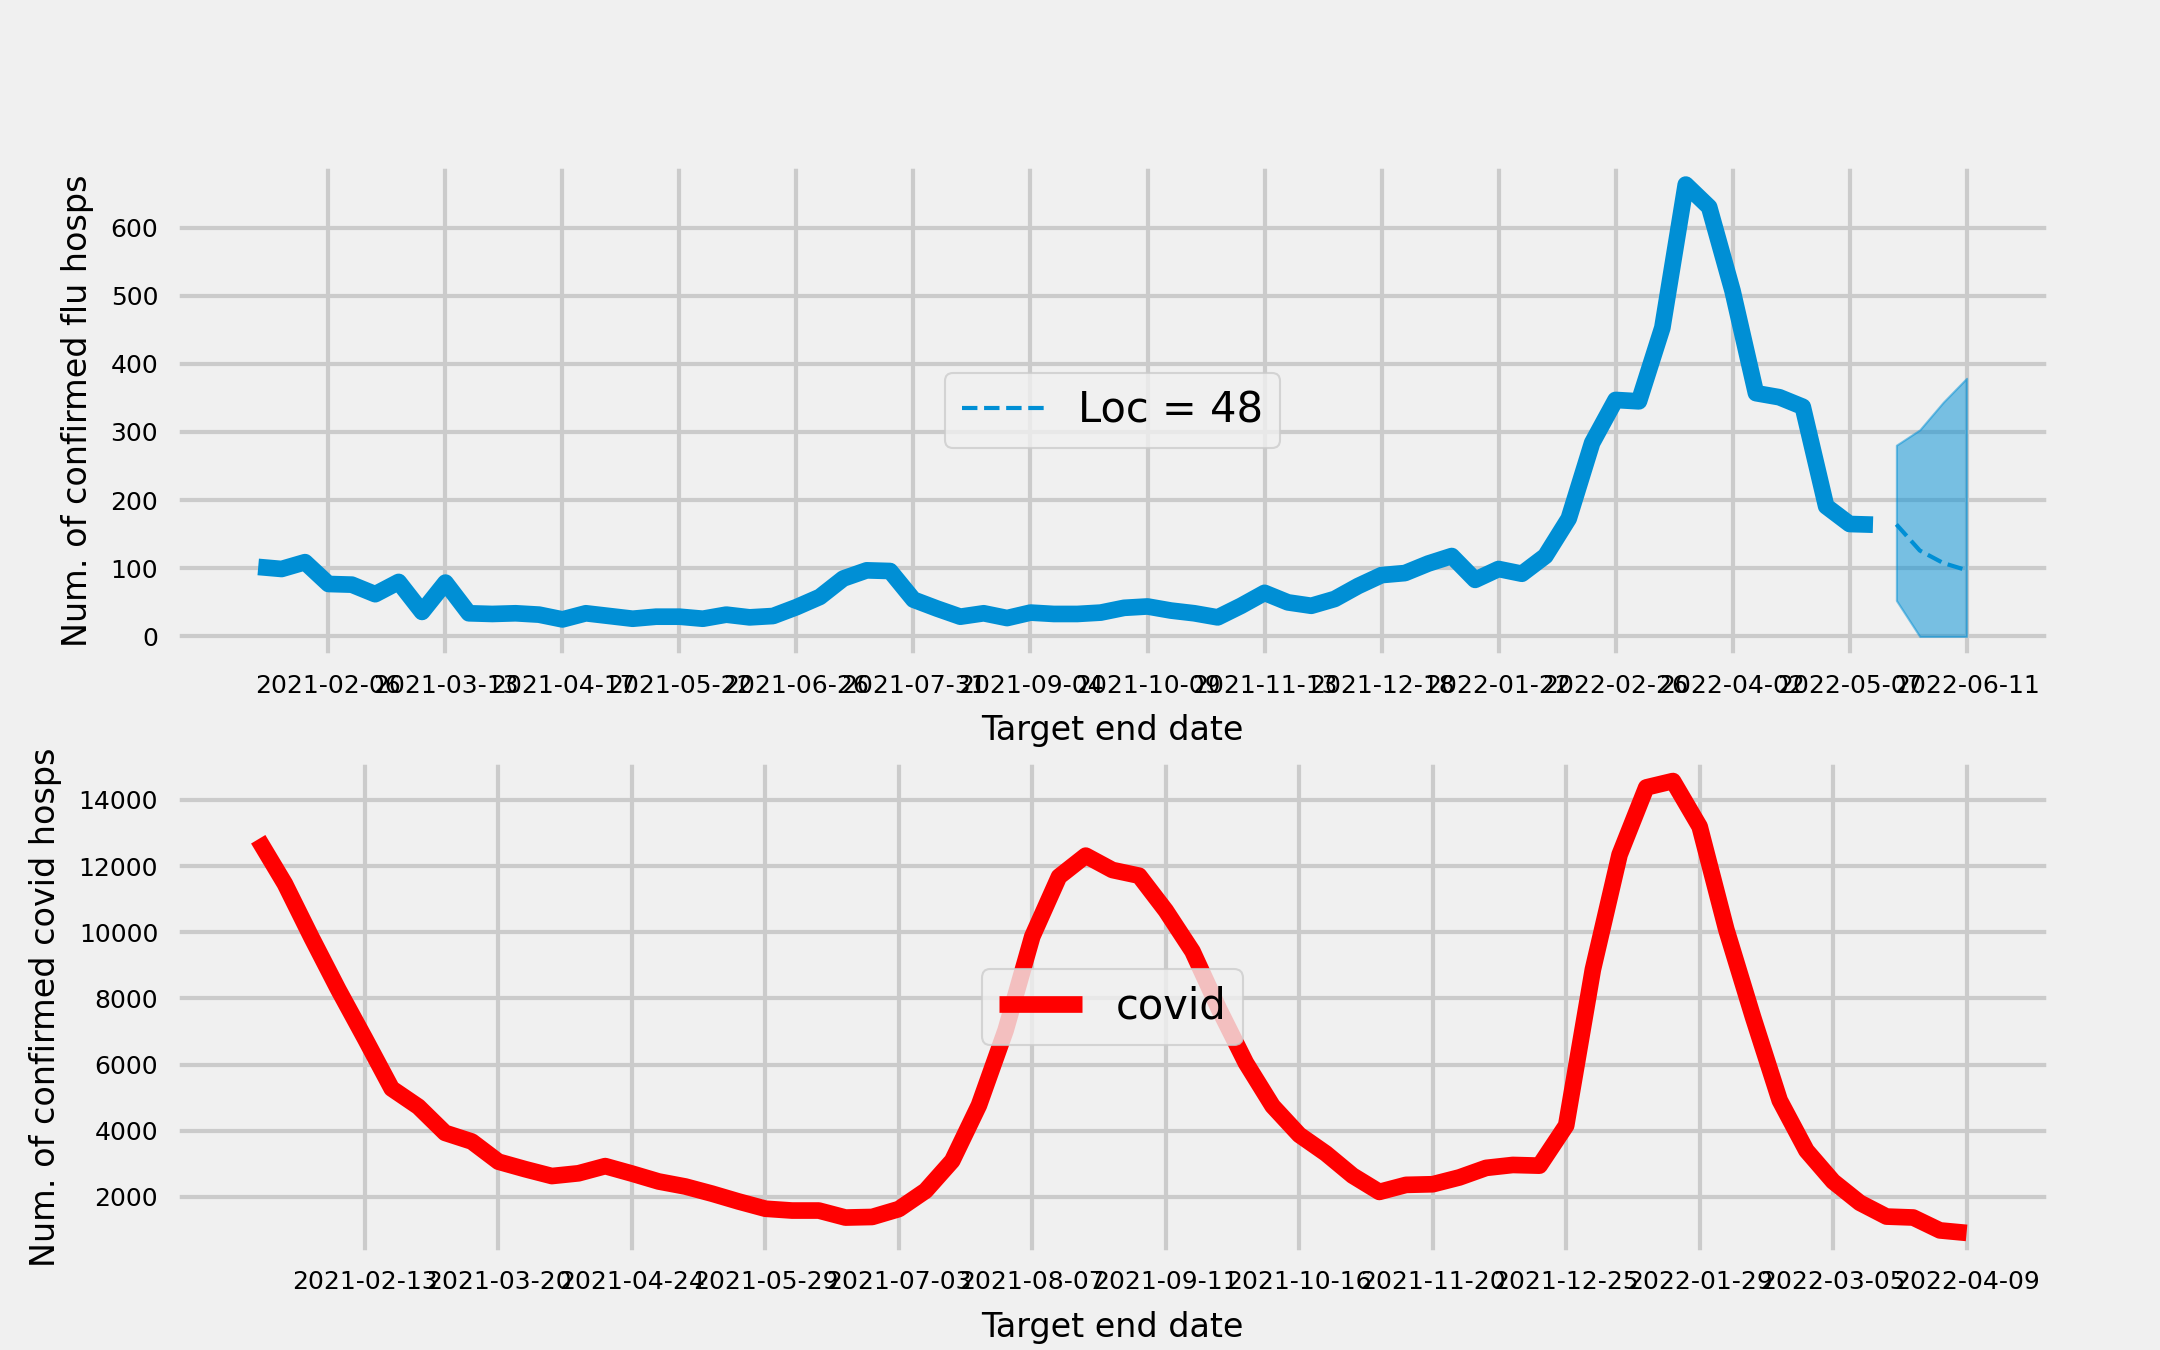 Num. of confirmed flu hosps
600
500
400
300
200
100
0
Loc = 48
2021-02-06 2021-03-13 2021-04-17 2021-05-22 2021-06-26 2021-07-31 2021-09-04 2021-10-09 2021-11-13 2021-12-18 2022-01-22 2022-02-26 2022-04-02 2022-05-07 2022-06-11
Target end date
Num. of confirmed covid hosps
14000
12000
10000
8000
6000
4000
2000
covid
2021-02-13 2021-03-20 2021-04-24 2021-05-29 2021-07-03 2021-08-07 2021-09-11 2021-10-16 2021-11-20 2021-12-25 2022-01-29 2022-03-05 2022-04-09
Target end date